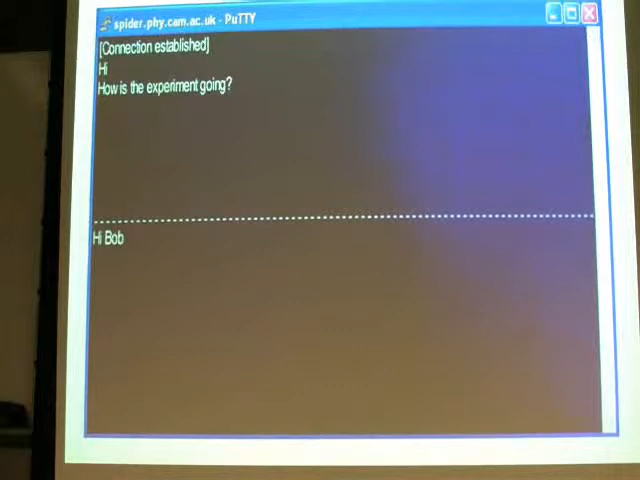 spider.phy.cam.ac.uk - PuTTY
[Connection established]
Hi
How is the experiment going?
Hi Bob